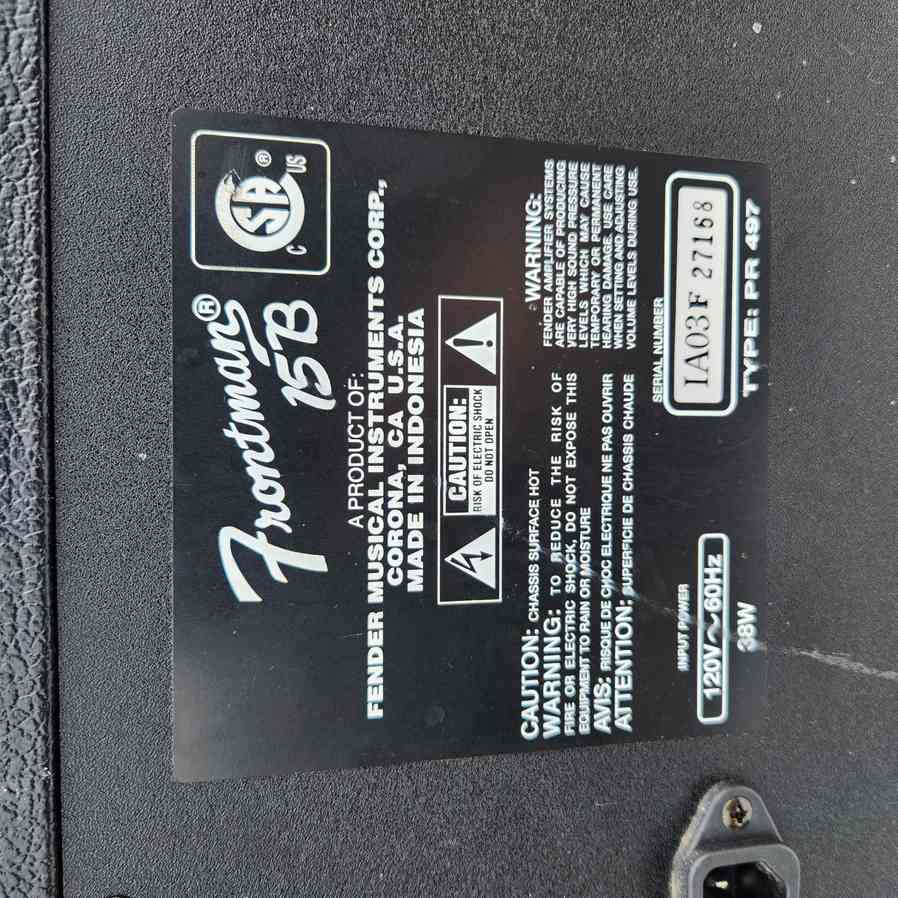 Frontman®
15B
C SA ® US
A PRODUCT OF:
FENDER MUSICAL INSTRUMENTS CORP.,
CORONA, CA U.S.A.
MADE IN INDONESIA
CAUTION:
RISK OF ELECTRIC SHOCK
DO NOT OPEN
CAUTION: CHASSIS SURFACE HOT
WARNING: TO REDUCE THE RISK OF
FIRE OR ELECTRIC SHOCK, DO NOT EXPOSE THIS
EQUIPMENT TO RAIN OR MOISTURE
AVIS: RISQUE DE CHOC ELECTRIQUE NE PAS OUVRIR
ATTENTION: SUPERFICIE DE CHASSIS CHAUDE
WARNING:
FENDER AMPLIFIER SYSTEMS
ARE CAPABLE OF PRODUCING
VERY HIGH SOUND PRESSURE
LEVELS WHICH MAY CAUSE
TEMPORARY OR PERMANENT
HEARING DAMAGE. USE CARE
WHEN SETTING AND ADJUSTING
VOLUME LEVELS DURING USE.
INPUT POWER
120V~60Hz
38W
SERIAL NUMBER
IA03F 27168
TYPE: PR 497